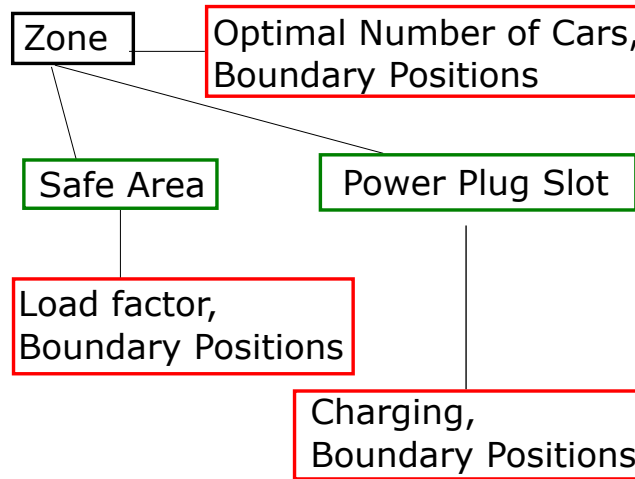 Zone
Optimal Number of Cars,
Boundary Positions
Safe Area
Power Plug Slot
Load factor,
Boundary Positions
Charging,
Boundary Positions